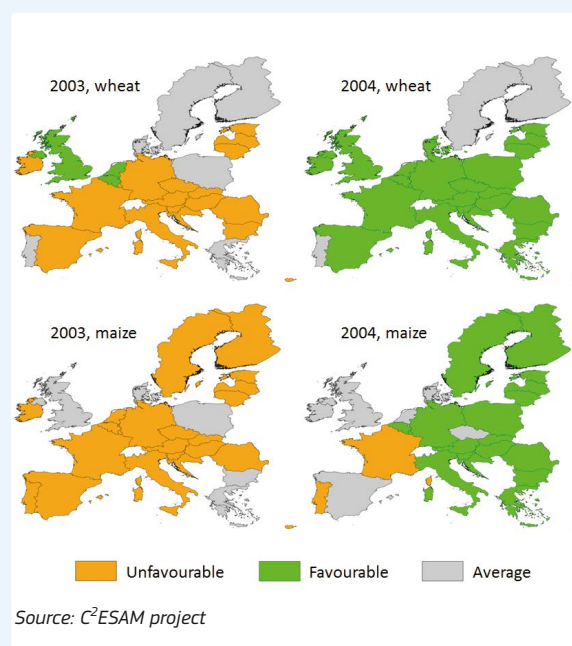 2003, wheat
2004, wheat
2003, maize
2004, maize
Unfavourable
Favourable
Average
Source: C²ESAM project